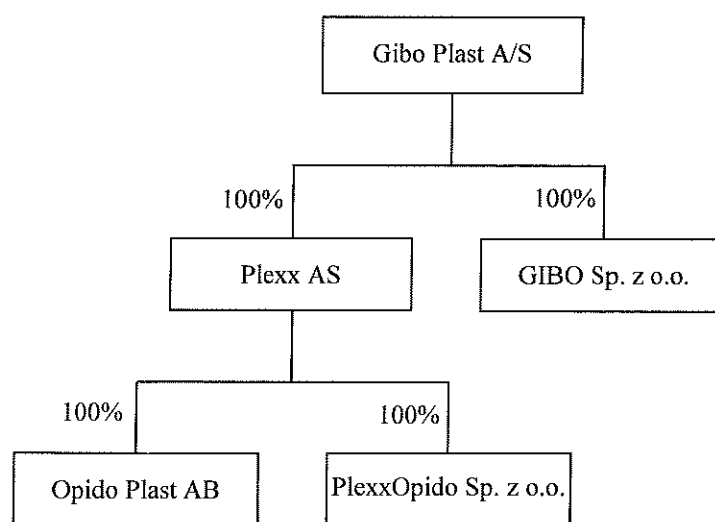 Gibo Plast A/S
100%
100%
Plexx AS
GIBO Sp. z o.o.
100%
100%
Opido Plast AB
PlexxOpido Sp. z o.o.